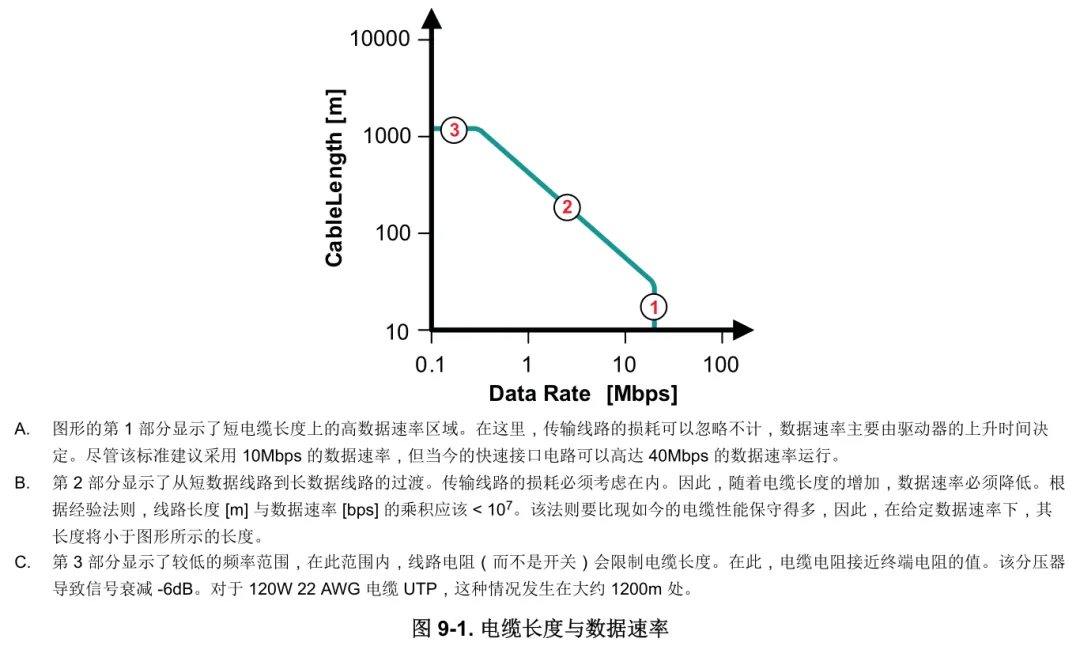 10000
1000
100
10
CableLength [m]
3
2
1
0.1 1 10 100
Data Rate [Mbps]
A. 图形的第 1 部分显示了短电缆长度上的高数据速率区域。在这里，传输线路的损耗可以忽略不计，数据速率主要由驱动器的上升时间决
定。尽管该标准建议采用 10Mbps 的数据速率，但当今的快速接口电路可以高达 40Mbps 的数据速率运行。
B. 第 2 部分显示了从短数据线路到长数据线路的过渡。传输线路的损耗必须考虑在内。因此，随着电缆长度的增加，数据速率必须降低。根
据经验法则，线路长度 [m] 与数据速率 [bps] 的乘积应该 < 10⁷。该法则要比现如今的电缆性能保守得多，因此，在给定数据速率下，其
长度将小于图形所示的长度。
C. 第 3 部分显示了较低的频率范围，在此范围内，线路电阻（而不是开关）会限制电缆长度。在此，电缆电阻接近终端电阻的值。该分压器
导致信号衰减 -6dB。对于 120W 22 AWG 电缆 UTP，这种情况发生在大约 1200m 处。
图 9-1. 电缆长度与数据速率